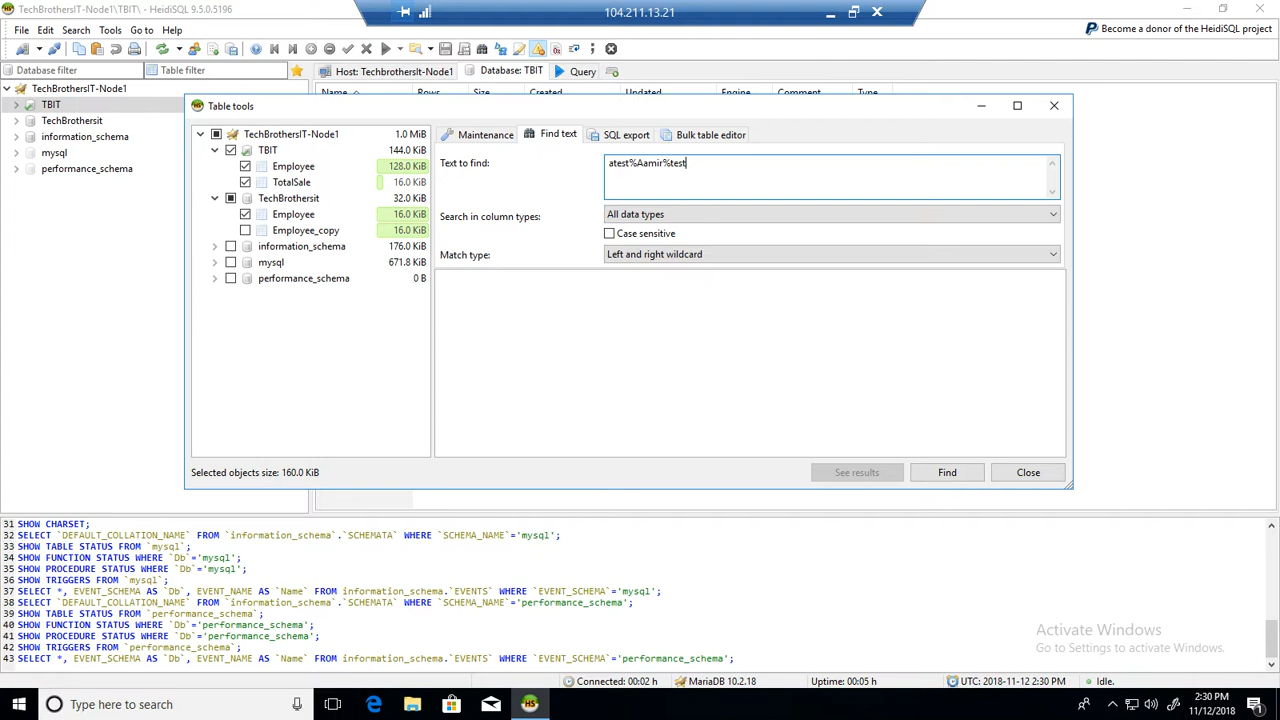 TechBrothersIT-Node1\TBIT\ - HeidiSQL 9.5.0.5196
104.211.13.21
File Edit Search Tools Go to Help
Become a donor of the HeidiSQL project
Database filter Table filter Host: TechbrothersIT-Node1 Database: TBIT Query
TechBrothersIT-Node1
TBIT
TechBrothersit
information_schema
mysql
performance_schema
Name Rows Size Created Updated Engine Comment Type
Table tools
TechBrothersIT-Node1 1.0 MiB
TBIT 144.0 KiB
Employee 128.0 KiB
TotalSale 16.0 KiB
TechBrothersit 32.0 KiB
Employee 16.0 KiB
Employee_copy 16.0 KiB
information_schema 176.0 KiB
mysql 671.8 KiB
performance_schema 0 B
Maintenance Find text SQL export Bulk table editor
Text to find: atest%Aamir%test
Search in column types: All data types
Case sensitive
Match type: Left and right wildcard
Selected objects size: 160.0 KiB
See results Find Close
31 SHOW CHARSET;
32 SELECT `DEFAULT_COLLATION_NAME` FROM `information_schema`.`SCHEMATA` WHERE `SCHEMA_NAME`='mysql';
33 SHOW TABLE STATUS FROM `mysql`;
34 SHOW FUNCTION STATUS WHERE `Db`='mysql';
35 SHOW PROCEDURE STATUS WHERE `Db`='mysql';
36 SHOW TRIGGERS FROM `mysql`;
37 SELECT *, EVENT_SCHEMA AS `Db`, EVENT_NAME AS `Name` FROM information_schema.`EVENTS` WHERE `EVENT_SCHEMA`='mysql';
38 SELECT `DEFAULT_COLLATION_NAME` FROM `information_schema`.`SCHEMATA` WHERE `SCHEMA_NAME`='performance_schema';
39 SHOW TABLE STATUS FROM `performance_schema`;
40 SHOW FUNCTION STATUS WHERE `Db`='performance_schema';
41 SHOW PROCEDURE STATUS WHERE `Db`='performance_schema';
42 SHOW TRIGGERS FROM `performance_schema`;
43 SELECT *, EVENT_SCHEMA AS `Db`, EVENT_NAME AS `Name` FROM information_schema.`EVENTS` WHERE `EVENT_SCHEMA`='performance_schema';
Activate Windows
Go to Settings to activate Windows.
Connected: 00:02 h MariaDB 10.2.18 Uptime: 00:05 h UTC: 2018-11-12 2:30 PM Idle.
Type here to search
2:30 PM
11/12/2018